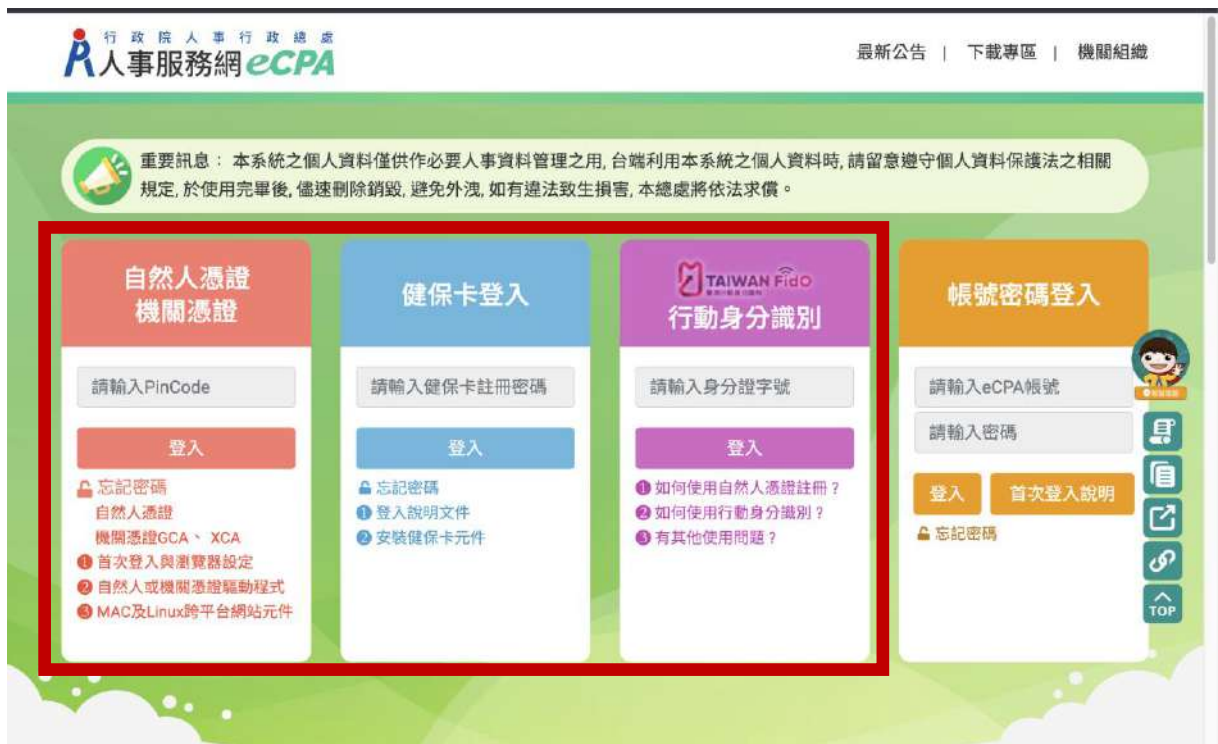 行政院人事行政總處
人事服務網 eCPA
最新公告 | 下載專區 | 機關組織
重要訊息： 本系統之個人資料僅供作必要人事資料管理之用, 台端利用本系統之個人資料時, 請留意遵守個人資料保護法之相關
規定, 於使用完畢後, 儘速刪除銷毀, 避免外洩, 如有違法致生損害, 本總處將依法求償。
自然人憑證
機關憑證
請輸入PinCode
登入
忘記密碼
自然人憑證
機關憑證GCA、 XCA
❶ 首次登入與瀏覽器設定
❷ 自然人或機關憑證驅動程式
❸ MAC及Linux跨平台網站元件
健保卡登入
請輸入健保卡註冊密碼
登入
忘記密碼
❶ 登入說明文件
❷ 安裝健保卡元件
TAIWAN FidO
行動身分識別
請輸入身分證字號
登入
❶ 如何使用自然人憑證註冊？
❷ 如何使用行動身分識別？
❸ 有其他使用問題？
帳號密碼登入
請輸入eCPA帳號
請輸入密碼
登入
首次登入說明
忘記密碼
TOP